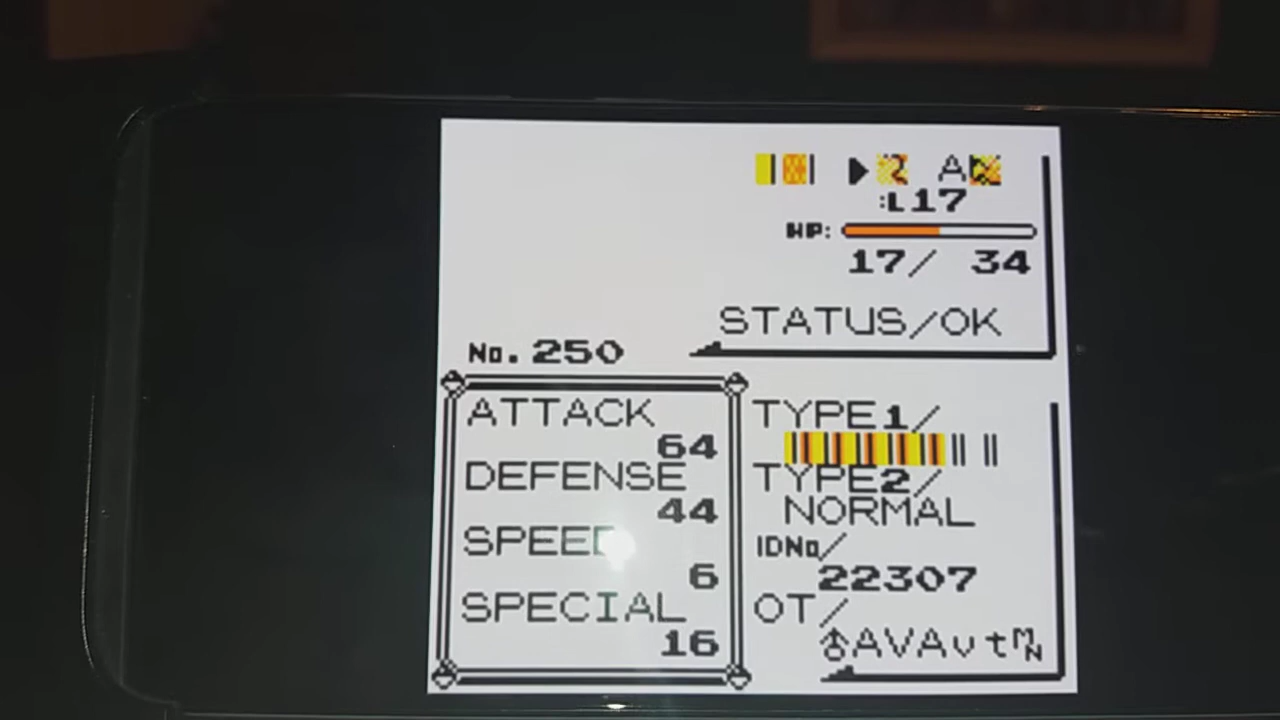 ▶ A
:L17
HP:
17/ 34
STATUS/OK
No. 250
ATTACK
64
DEFENSE
44
SPEED
6
SPECIAL
16
TYPE1/
TYPE2/
NORMAL
IDNo/
22307
OT/
♂AVAvtMN